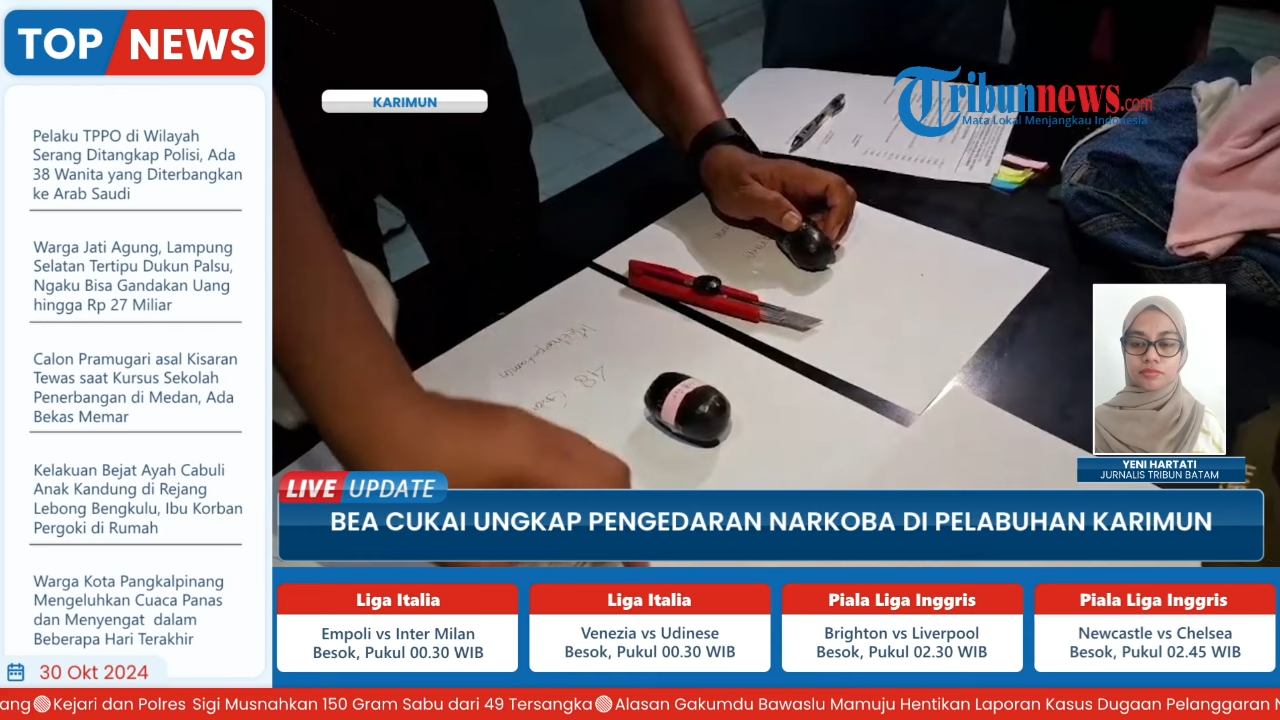 TOP NEWS
Pelaku TPPO di Wilayah
Serang Ditangkap Polisi, Ada
38 Wanita yang Diterbangkan
ke Arab Saudi
Warga Jati Agung, Lampung
Selatan Tertipu Dukun Palsu,
Ngaku Bisa Gandakan Uang
hingga Rp 27 Miliar
Calon Pramugari asal Kisaran
Tewas saat Kursus Sekolah
Penerbangan di Medan, Ada
Bekas Memar
Kelakuan Bejat Ayah Cabuli
Anak Kandung di Rejang
Lebong Bengkulu, Ibu Korban
Pergoki di Rumah
Warga Kota Pangkalpinang
Mengeluhkan Cuaca Panas
dan Menyengat dalam
Beberapa Hari Terakhir
30 Okt 2024
KARIMUN
Tribunnews.com
Mata Lokal Menjangkau Indonesia
48
YENI HARTATI
JURNALIS TRIBUN BATAM
LIVE UPDATE
BEA CUKAI UNGKAP PENGEDARAN NARKOBA DI PELABUHAN KARIMUN
Liga Italia
Empoli vs Inter Milan
Besok, Pukul 00.30 WIB
Liga Italia
Venezia vs Udinese
Besok, Pukul 00.30 WIB
Piala Liga Inggris
Brighton vs Liverpool
Besok, Pukul 02.30 WIB
Piala Liga Inggris
Newcastle vs Chelsea
Besok, Pukul 02.45 WIB
ang Kejari dan Polres Sigi Musnahkan 150 Gram Sabu dari 49 Tersangka Alasan Gakumdu Bawaslu Mamuju Hentikan Laporan Kasus Dugaan Pelanggaran